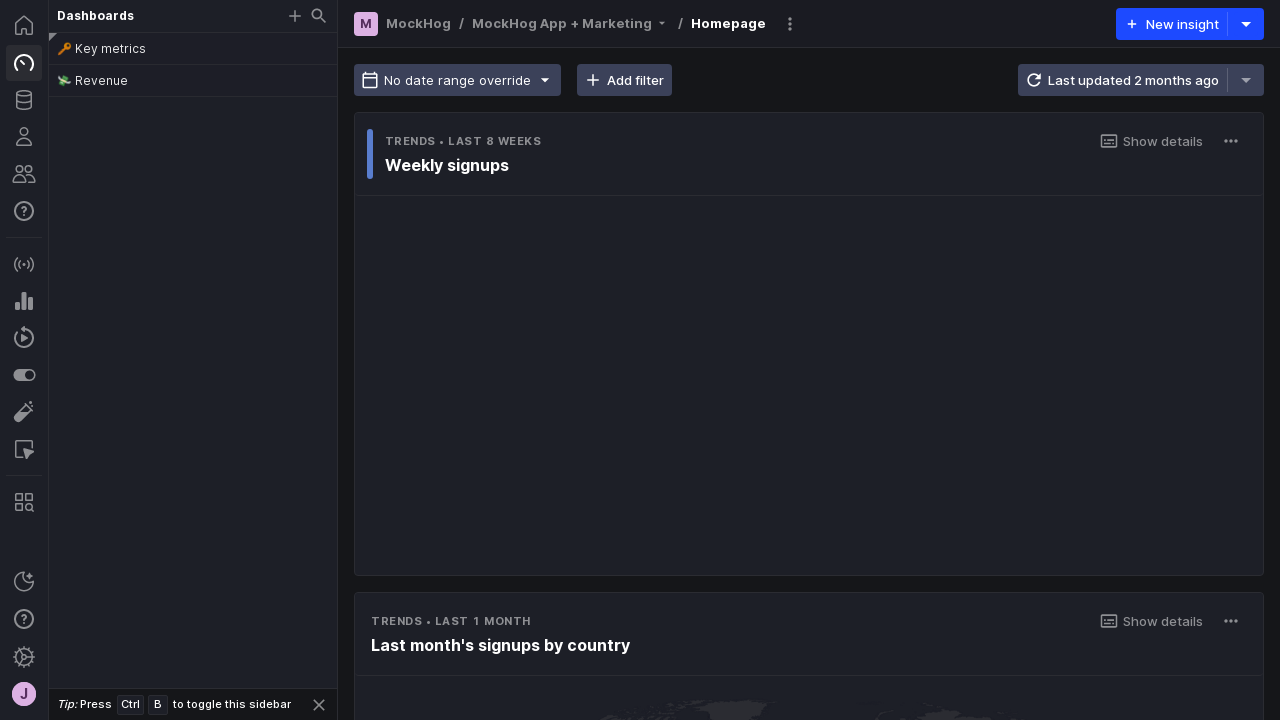 Dashboards
Key metrics
Revenue
Tip: Press Ctrl B to toggle this sidebar
J
M MockHog / MockHog App + Marketing / Homepage
New insight
No date range override
Add filter
Last updated 2 months ago
TRENDS • LAST 8 WEEKS
Show details
Weekly signups
TRENDS • LAST 1 MONTH
Show details
Last month's signups by country